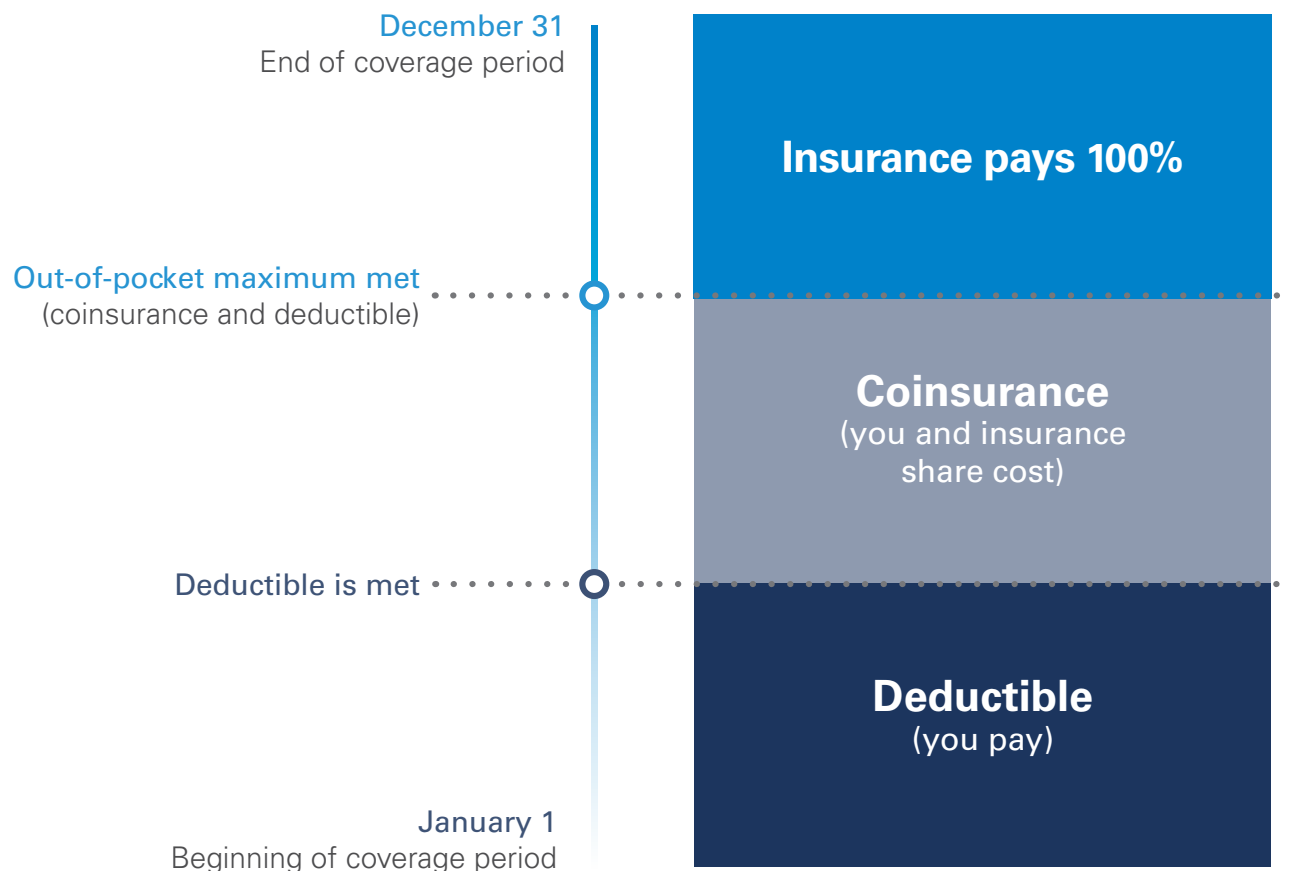 December 31
End of coverage period
Insurance pays 100%
Out-of-pocket maximum met
(coinsurance and deductible)
Coinsurance
(you and insurance
share cost)
Deductible is met
Deductible
(you pay)
January 1
Beginning of coverage period